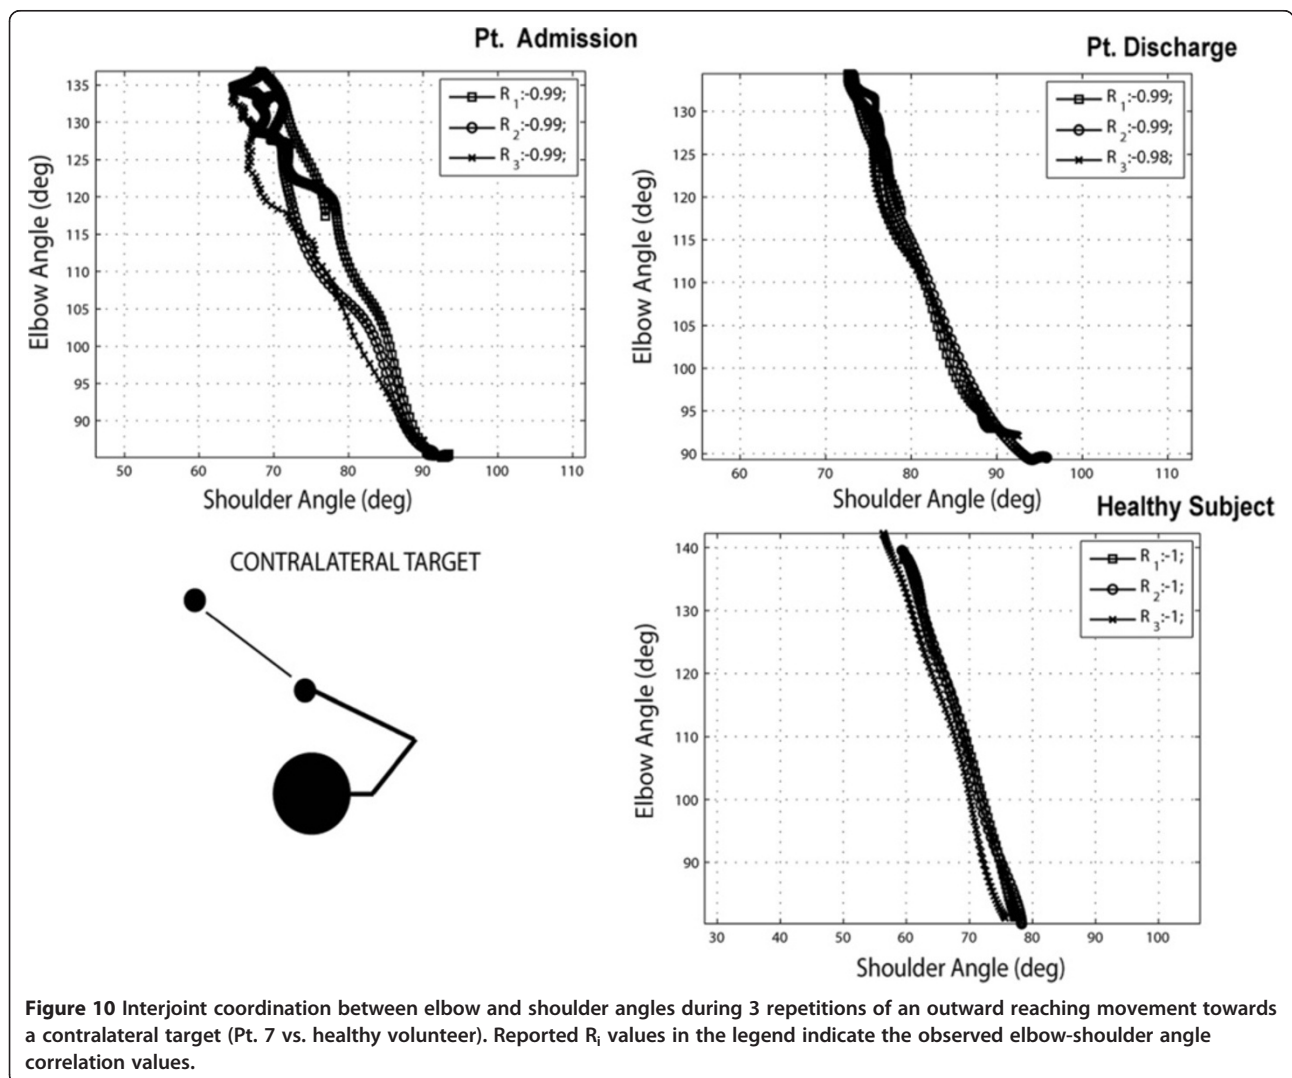 Pt. Admission
135
130
125
120
115
110
105
100
95
90
Elbow Angle (deg)
R1:-0.99;
R2:-0.99;
R3:-0.99;
50 60 70 80 90 100 110
Shoulder Angle (deg)
Pt. Discharge
130
125
120
115
110
105
100
95
90
Elbow Angle (deg)
R1:-0.99;
R2:-0.99;
R3:-0.98;
60 70 80 90 100 110
Shoulder Angle (deg)
CONTRALATERAL TARGET
Healthy Subject
140
130
120
110
100
90
Elbow Angle (deg)
R1:-1;
R2:-1;
R3:-1;
30 40 50 60 70 80 90 100
Shoulder Angle (deg)
Figure 10 Interjoint coordination between elbow and shoulder angles during 3 repetitions of an outward reaching movement towards
a contralateral target (Pt. 7 vs. healthy volunteer). Reported Ri values in the legend indicate the observed elbow-shoulder angle
correlation values.